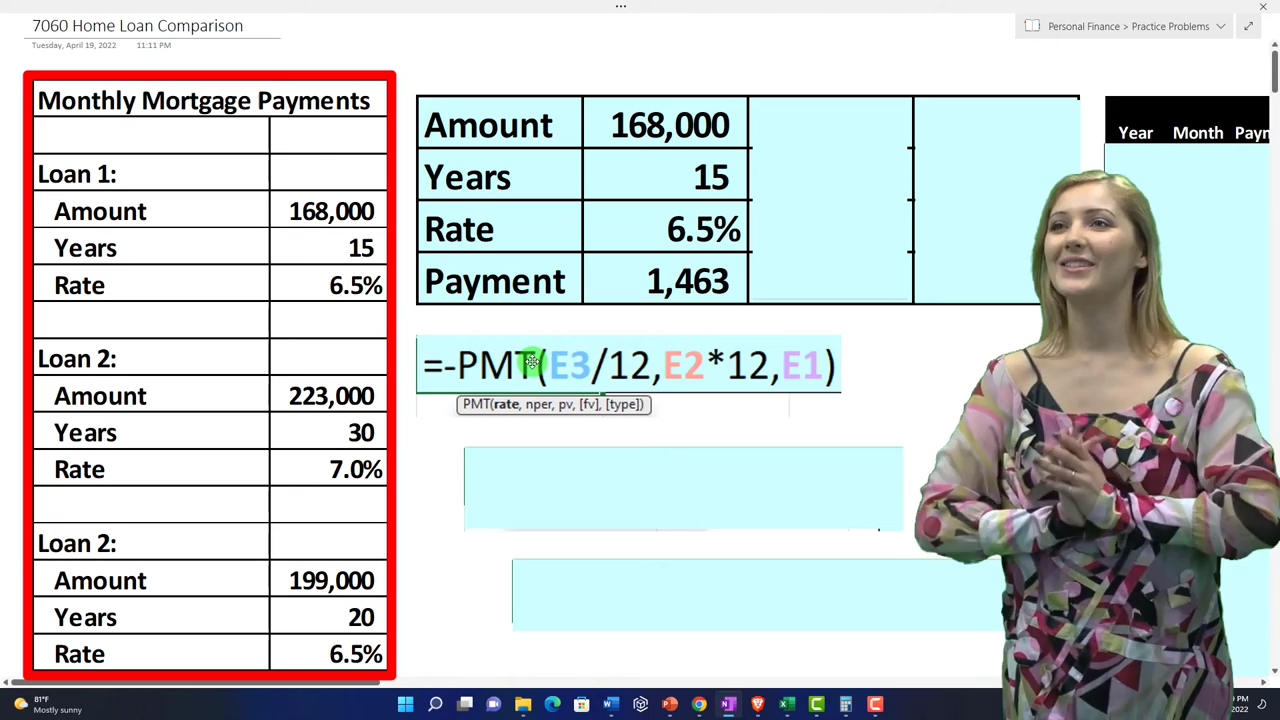 7060 Home Loan Comparison
Tuesday, April 19, 2022 11:11 PM
Personal Finance > Practice Problems
Monthly Mortgage Payments
Loan 1:
Amount 168,000
Years 15
Rate 6.5%
Loan 2:
Amount 223,000
Years 30
Rate 7.0%
Loan 2:
Amount 199,000
Years 20
Rate 6.5%
Amount 168,000
Years 15
Rate 6.5%
Payment 1,463
=-PMT(E3/12,E2*12,E1)
PMT(rate, nper, pv, [fv], [type])
Year Month
81°F
Mostly sunny
2022